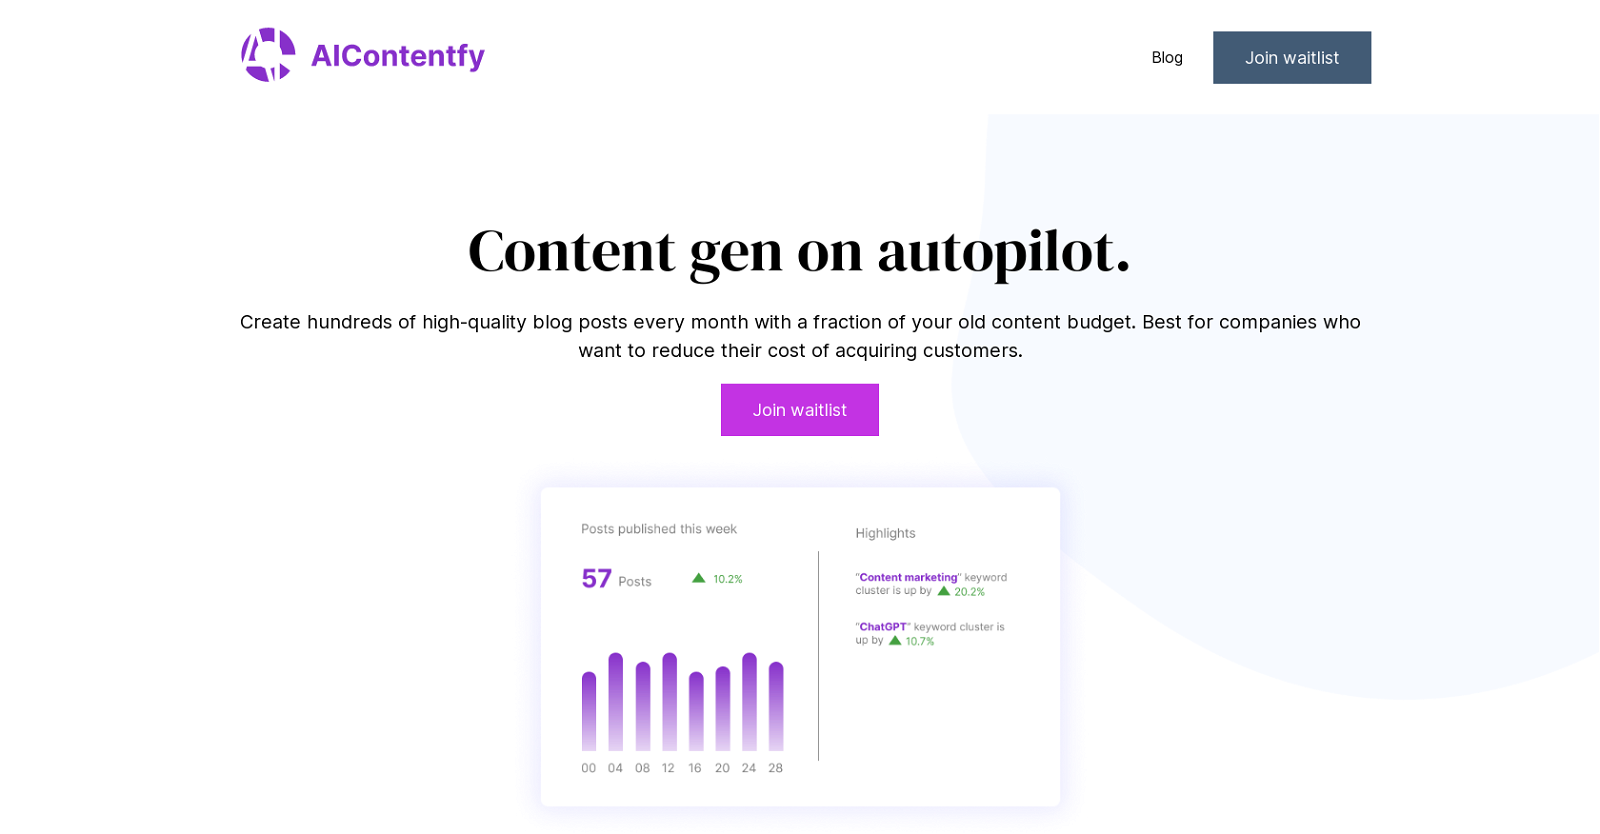 AIContentfy
Blog
Join waitlist
Content gen on autopilot.
Create hundreds of high-quality blog posts every month with a fraction of your old content budget. Best for companies who
want to reduce their cost of acquiring customers.
Join waitlist
Posts published this week
57 Posts 10.2%
00 04 08 12 16 20 24 28
Highlights
"Content marketing" keyword
cluster is up by 20.2%
"ChatGPT" keyword cluster is
up by 10.7%